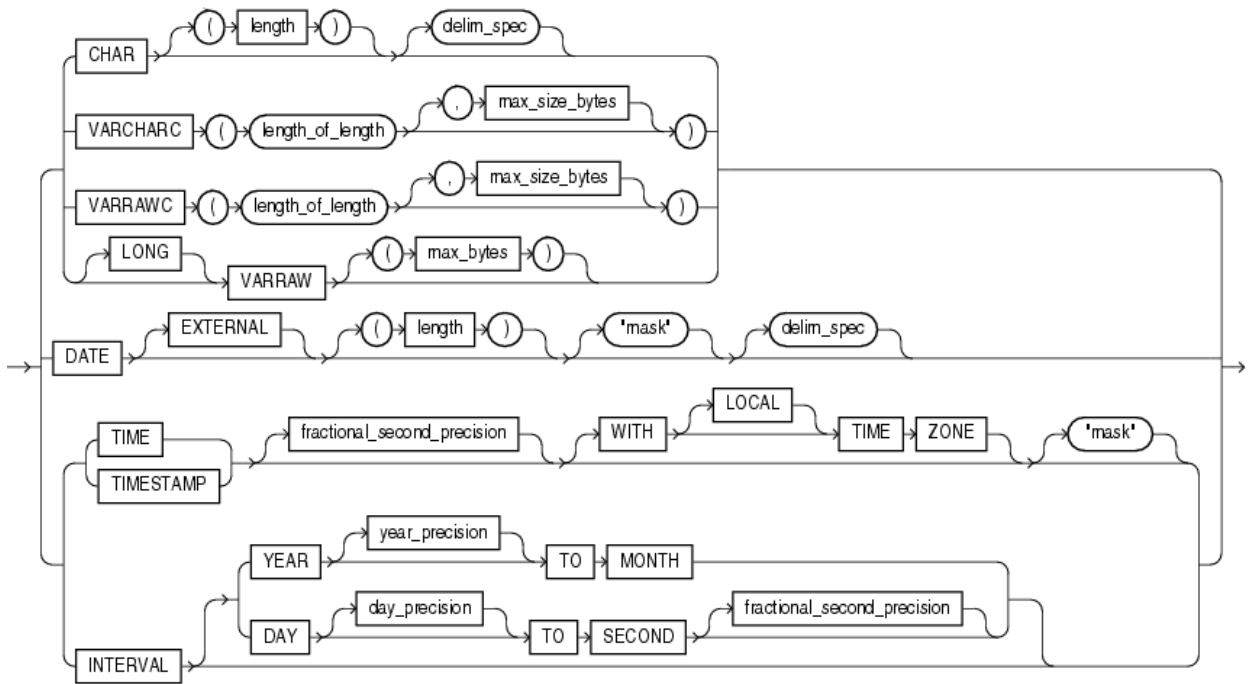 ( length ) delim_spec
CHAR
, max_size_bytes
VARCHARC ( length_of_length )
, max_size_bytes
VARRAWC ( length_of_length )
LONG ( max_bytes )
VARRAW
EXTERNAL ( length ) "mask" delim_spec
DATE
LOCAL
TIME fractional_second_precision WITH TIME ZONE "mask"
TIMESTAMP
year_precision
YEAR TO MONTH
day_precision fractional_second_precision
DAY TO SECOND
INTERVAL